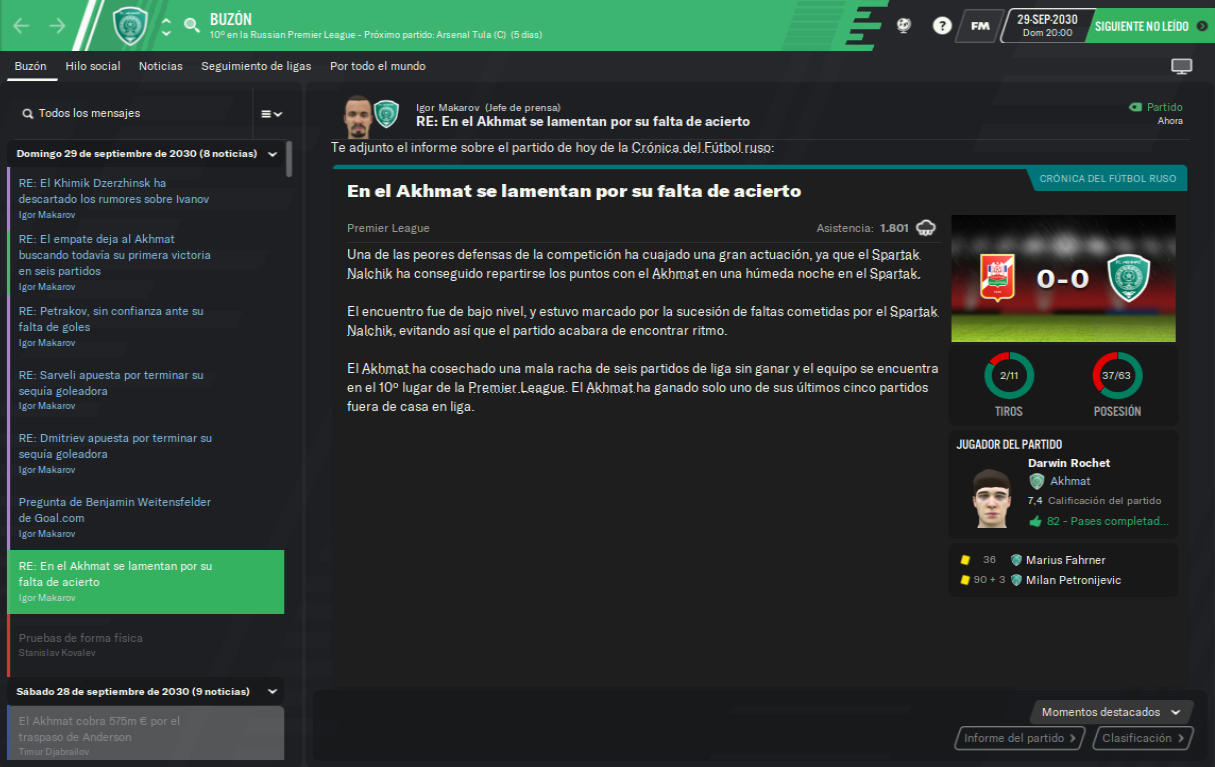 BUZÓN
10º en la Russian Premier League - Próximo partido: Arsenal Tula (C) (5 días)
FM
29-SEP-2030
Dom 20:00
SIGUIENTE NO LEÍDO
Buzón
Hilo social
Noticias
Seguimiento de ligas
Por todo el mundo
Todos los mensajes
Domingo 29 de septiembre de 2030 (8 noticias)
RE: El Khimik Dzerzhinsk ha
descartado los rumores sobre Ivanov
Igor Makarov
RE: El empate deja al Akhmat
buscando todavía su primera victoria
en seis partidos
Igor Makarov
RE: Petrakov, sin confianza ante su
falta de goles
Igor Makarov
RE: Sarveli apuesta por terminar su
sequía goleadora
Igor Makarov
RE: Dmitriev apuesta por terminar su
sequía goleadora
Igor Makarov
Pregunta de Benjamin Weitensfelder
de Goal.com
Igor Makarov
RE: En el Akhmat se lamentan por su
falta de acierto
Igor Makarov
Pruebas de forma física
Stanislav Kovalev
Sábado 28 de septiembre de 2030 (9 noticias)
El Akhmat cobra 575m € por el
traspaso de Anderson
Timur Djabrailov
Igor Makarov (Jefe de prensa)
RE: En el Akhmat se lamentan por su falta de acierto
Partido
Ahora
Te adjunto el informe sobre el partido de hoy de la Crónica del Fútbol ruso:
CRÓNICA DEL FÚTBOL RUSO
En el Akhmat se lamentan por su falta de acierto
Premier League
Asistencia: 1.801
Una de las peores defensas de la competición ha cuajado una gran actuación, ya que el Spartak
Nalchik ha conseguido repartirse los puntos con el Akhmat en una húmeda noche en el Spartak.
El encuentro fue de bajo nivel, y estuvo marcado por la sucesión de faltas cometidas por el Spartak
Nalchik, evitando así que el partido acabara de encontrar ritmo.
El Akhmat ha cosechado una mala racha de seis partidos de liga sin ganar y el equipo se encuentra
en el 10º lugar de la Premier League. El Akhmat ha ganado solo uno de sus últimos cinco partidos
fuera de casa en liga.
0-0
2/11
37/63
TIROS
POSESIÓN
JUGADOR DEL PARTIDO
Darwin Rochet
Akhmat
7,4 Calificación del partido
82 - Pases completad...
36 Marius Fahrner
90 + 3 Milan Petronijevic
Momentos destacados
Informe del partido
Clasificación